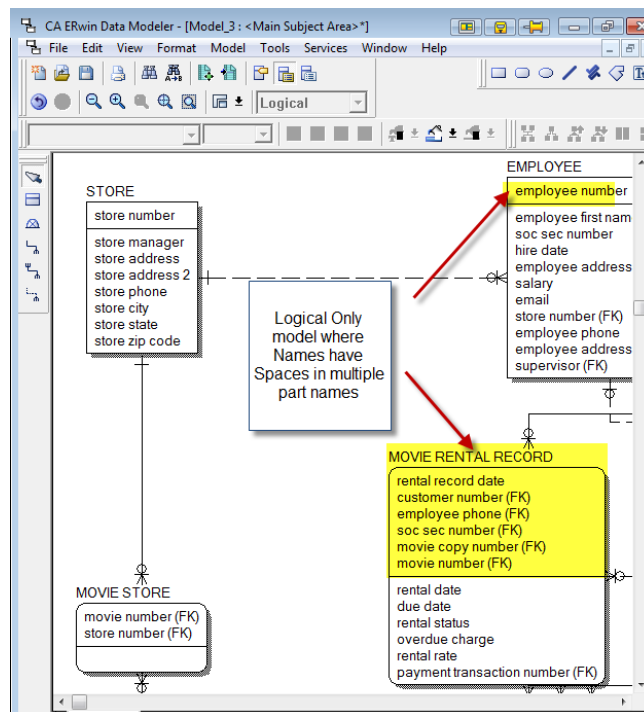 CA ERwin Data Modeler - [Model_3 : <Main Subject Area>*]
File Edit View Format Model Tools Services Window Help
Logical
STORE
store number
store manager
store address
store address 2
store phone
store city
store state
store zip code
EMPLOYEE
employee number
employee first nam
soc sec number
hire date
employee address
salary
email
store number (FK)
employee phone
employee address
supervisor (FK)
Logical Only
model where
Names have
Spaces in multiple
part names
MOVIE RENTAL RECORD
rental record date
customer number (FK)
employee phone (FK)
soc sec number (FK)
movie copy number (FK)
movie number (FK)
rental date
due date
rental status
overdue charge
rental rate
payment transaction number (FK)
MOVIE STORE
movie number (FK)
store number (FK)